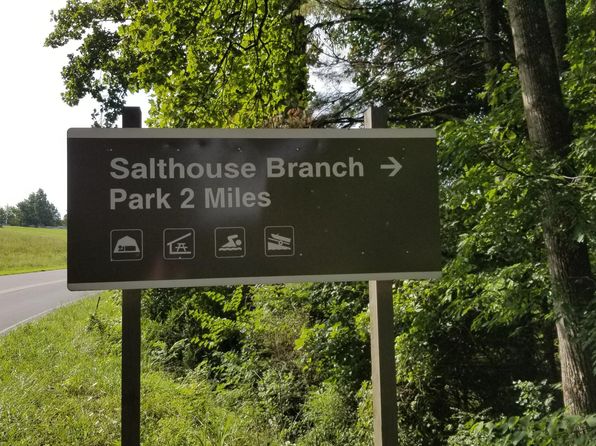 Salthouse Branch →
Park 2 Miles